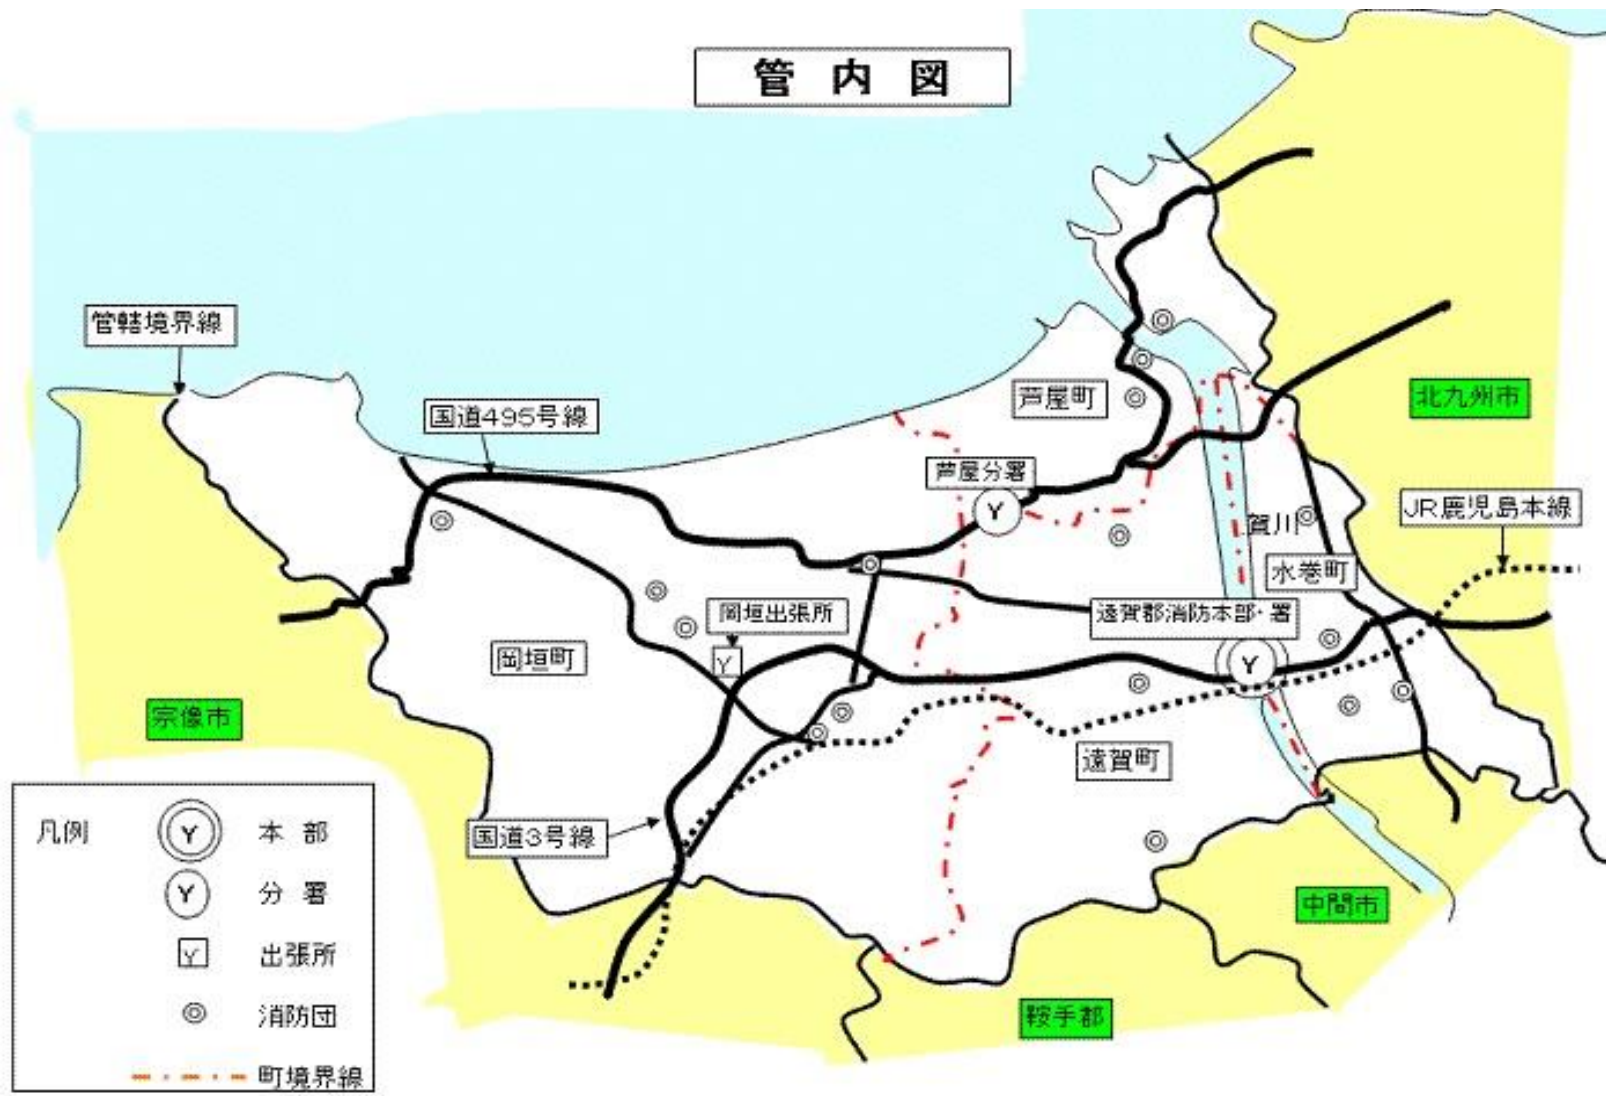 管内図
管轄境界線
国道495号線
芦屋町
北九州市
芦屋分署
JR鹿児島本線
賀川
水巻町
岡垣出張所
遠賀郡消防本部・署
岡垣町
宗像市
遠賀町
国道3号線
中間市
鞍手郡
凡例
本部
分署
出張所
消防団
町境界線